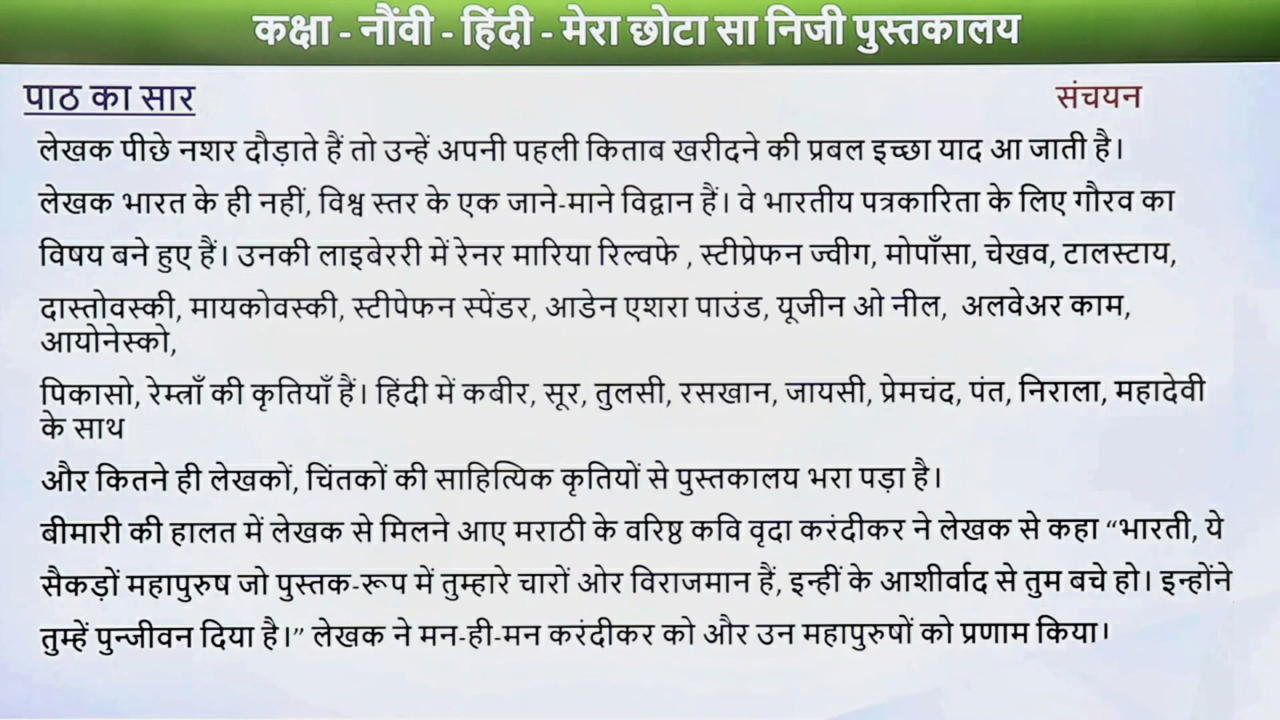 कक्षा - नौंवी - हिंदी - मेरा छोटा सा निजी पुस्तकालय
पाठ का सार
संचयन
लेखक पीछे नशर दौड़ाते हैं तो उन्हें अपनी पहली किताब खरीदने की प्रबल इच्छा याद आ जाती है।
लेखक भारत के ही नहीं, विश्व स्तर के एक जाने-माने विद्वान हैं। वे भारतीय पत्रकारिता के लिए गौरव का
विषय बने हुए हैं। उनकी लाइबेररी में रेनर मारिया रिल्वफे , स्टीप्रेफन ज्वीग, मोपाँसा, चेखव, टालस्टाय,
दास्तोवस्की, मायकोवस्की, स्टीपेफन स्पेंडर, आडेन एशरा पाउंड, यूजीन ओ नील, अलवेअर काम,
आयोनेस्को,
पिकासो, रेम्ब्राँ की कृतियाँ हैं। हिंदी में कबीर, सूर, तुलसी, रसखान, जायसी, प्रेमचंद, पंत, निराला, महादेवी
के साथ
और कितने ही लेखकों, चिंतकों की साहित्यिक कृतियों से पुस्तकालय भरा पड़ा है।
बीमारी की हालत में लेखक से मिलने आए मराठी के वरिष्ठ कवि वृदा करंदीकर ने लेखक से कहा “भारती, ये
सैकड़ों महापुरुष जो पुस्तक-रूप में तुम्हारे चारों ओर विराजमान हैं, इन्हीं के आशीर्वाद से तुम बचे हो। इन्होंने
तुम्हें पुन्जीवन दिया है।” लेखक ने मन-ही-मन करंदीकर को और उन महापुरुषों को प्रणाम किया।